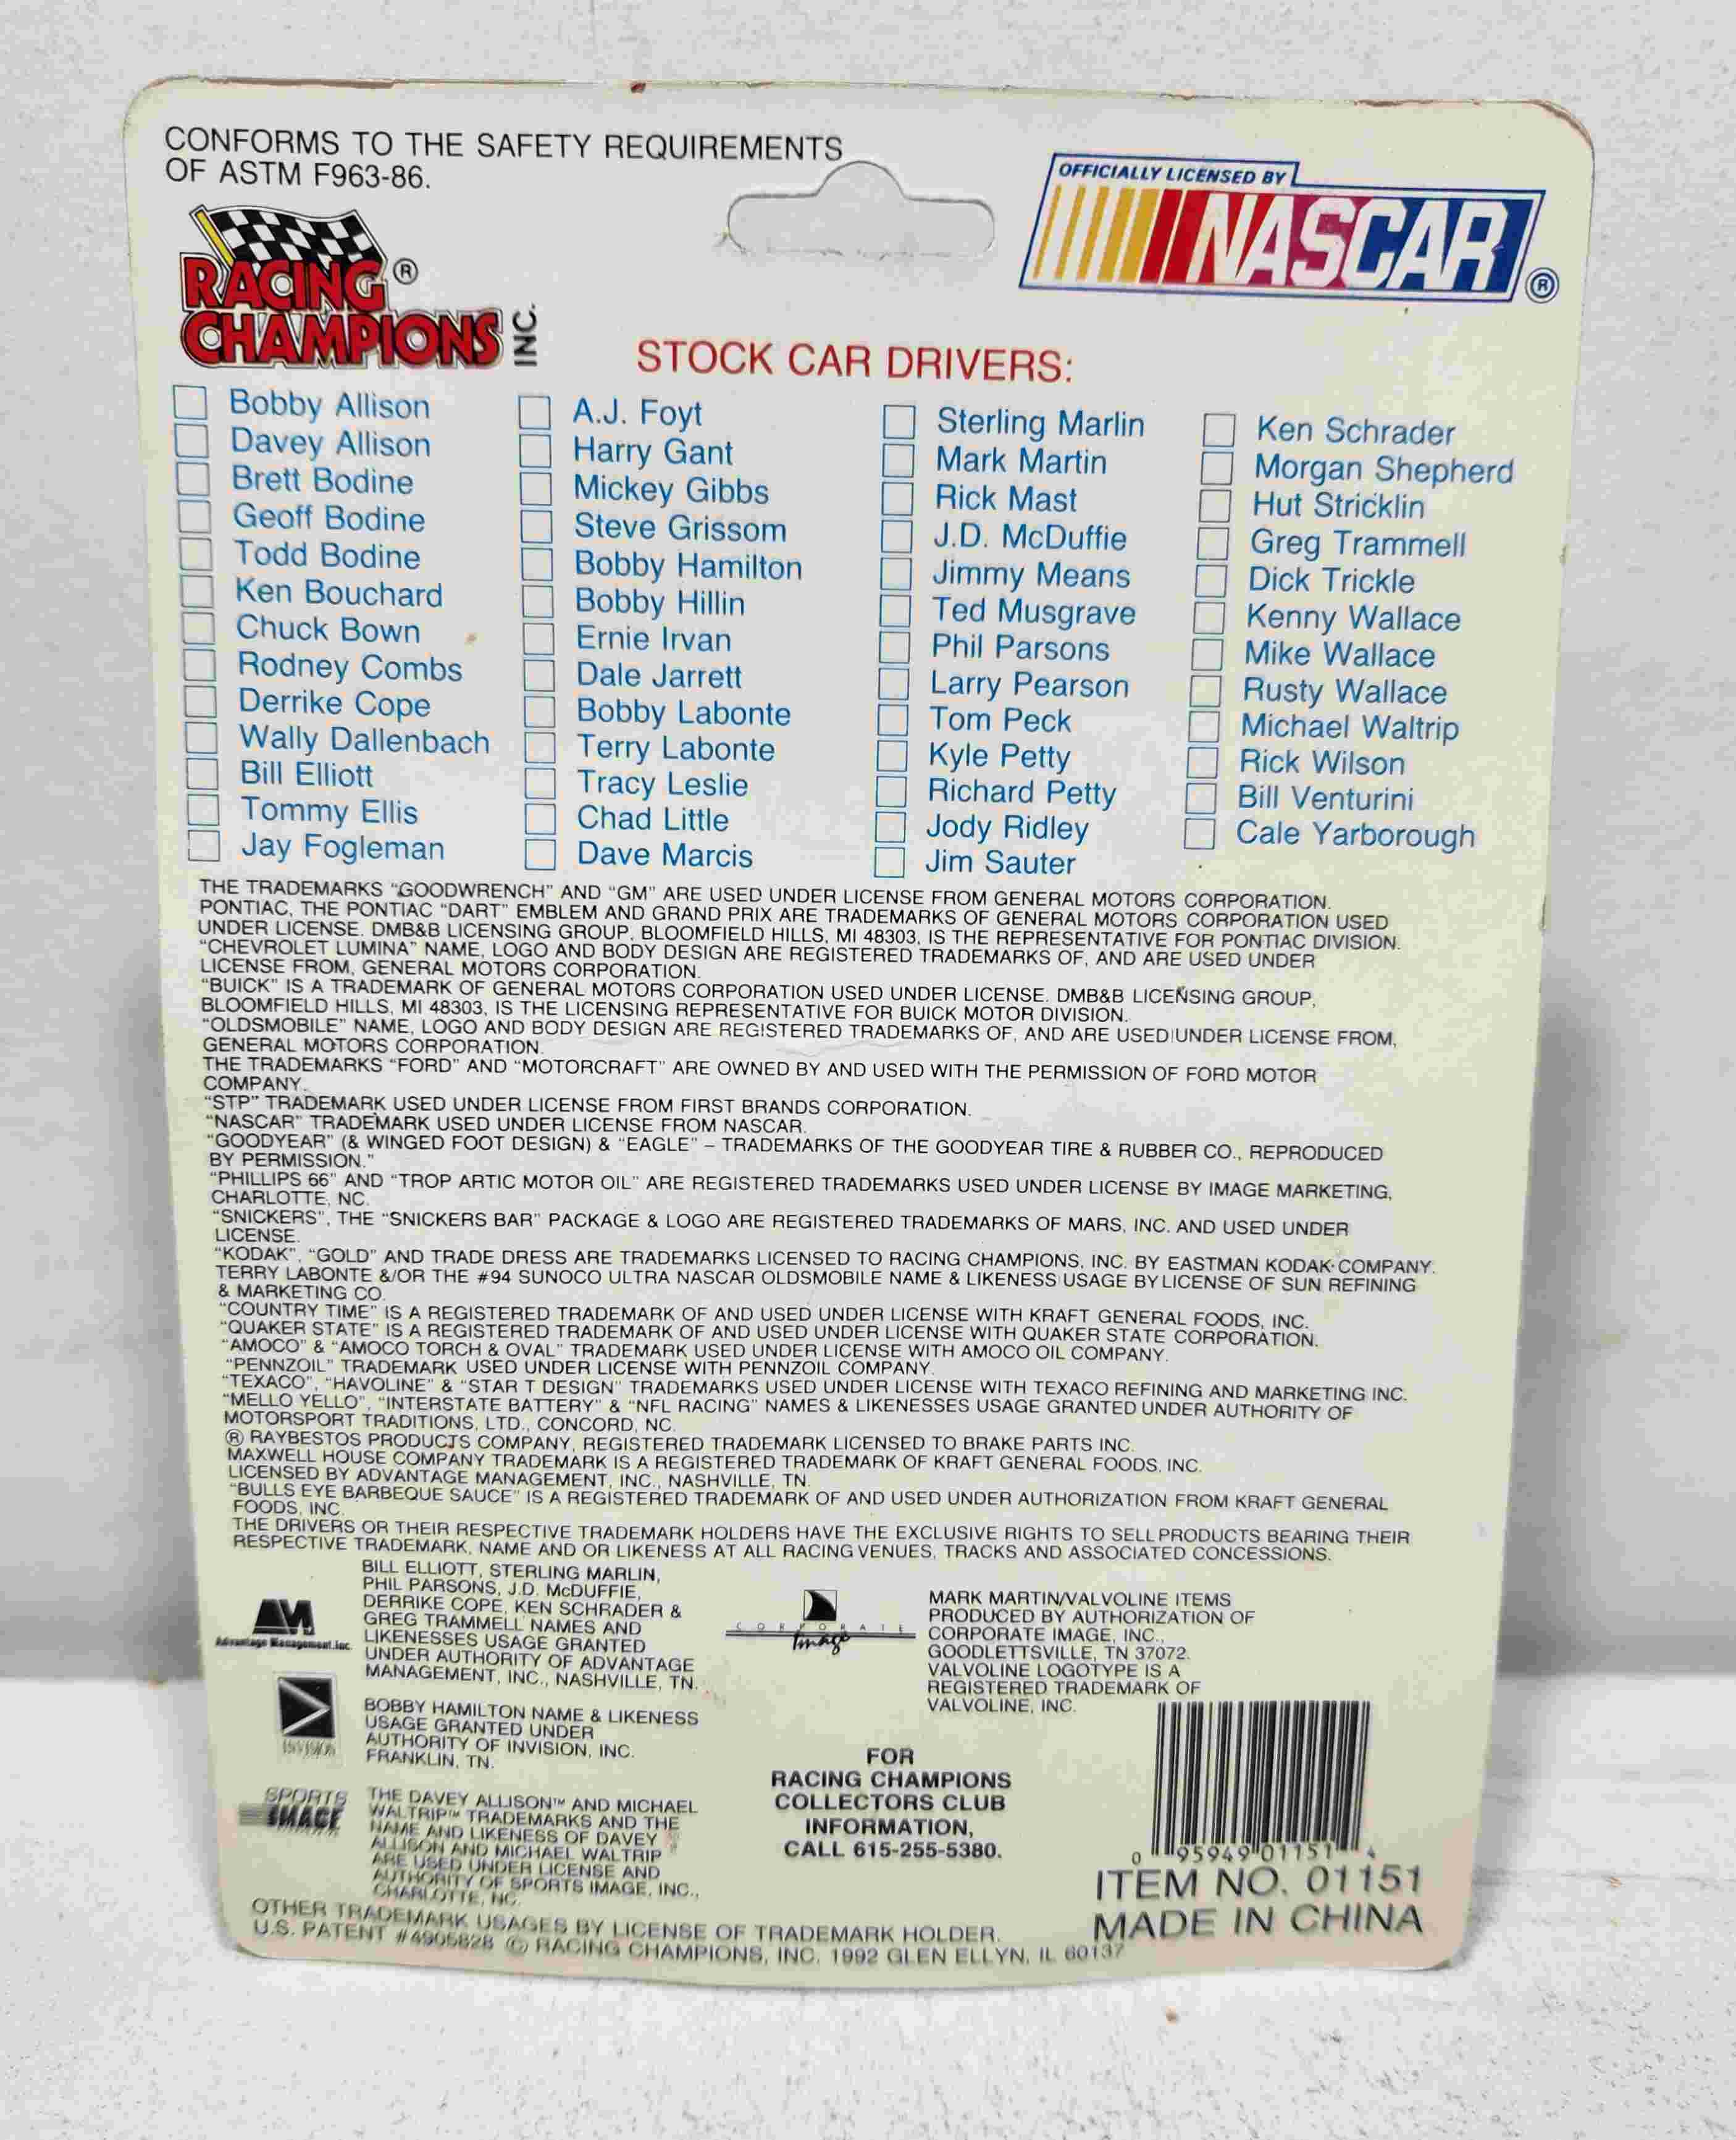 CONFORMS TO THE SAFETY REQUIREMENTS
OF ASTM F963-86.
RACING ®
CHAMPIONS INC.
OFFICIALLY LICENSED BY
NASCAR ®
STOCK CAR DRIVERS:
Bobby Allison
Davey Allison
Brett Bodine
Geoff Bodine
Todd Bodine
Ken Bouchard
Chuck Bown
Rodney Combs
Derrike Cope
Wally Dallenbach
Bill Elliott
Tommy Ellis
Jay Fogleman
A.J. Foyt
Harry Gant
Mickey Gibbs
Steve Grissom
Bobby Hamilton
Bobby Hillin
Ernie Irvan
Dale Jarrett
Bobby Labonte
Terry Labonte
Tracy Leslie
Chad Little
Dave Marcis
Sterling Marlin
Mark Martin
Rick Mast
J.D. McDuffie
Jimmy Means
Ted Musgrave
Phil Parsons
Larry Pearson
Tom Peck
Kyle Petty
Richard Petty
Jody Ridley
Jim Sauter
Ken Schrader
Morgan Shepherd
Hut Stricklin
Greg Trammell
Dick Trickle
Kenny Wallace
Mike Wallace
Rusty Wallace
Michael Waltrip
Rick Wilson
Bill Venturini
Cale Yarborough
THE TRADEMARKS “GOODWRENCH” AND “GM” ARE USED UNDER LICENSE FROM GENERAL MOTORS CORPORATION.
PONTIAC, THE PONTIAC “DART” EMBLEM AND GRAND PRIX ARE TRADEMARKS OF GENERAL MOTORS CORPORATION USED
UNDER LICENSE. DMB&B LICENSING GROUP, BLOOMFIELD HILLS, MI 48303, IS THE REPRESENTATIVE FOR PONTIAC DIVISION.
“CHEVROLET LUMINA” NAME, LOGO AND BODY DESIGN ARE REGISTERED TRADEMARKS OF, AND ARE USED UNDER
LICENSE FROM, GENERAL MOTORS CORPORATION.
“BUICK” IS A TRADEMARK OF GENERAL MOTORS CORPORATION USED UNDER LICENSE. DMB&B LICENSING GROUP,
BLOOMFIELD HILLS, MI 48303, IS THE LICENSING REPRESENTATIVE FOR BUICK MOTOR DIVISION.
“OLDSMOBILE” NAME, LOGO AND BODY DESIGN ARE REGISTERED TRADEMARKS OF, AND ARE USED UNDER LICENSE FROM,
GENERAL MOTORS CORPORATION.
THE TRADEMARKS “FORD” AND “MOTORCRAFT” ARE OWNED BY AND USED WITH THE PERMISSION OF FORD MOTOR
COMPANY.
“STP” TRADEMARK USED UNDER LICENSE FROM FIRST BRANDS CORPORATION.
“NASCAR” TRADEMARK USED UNDER LICENSE FROM NASCAR.
“GOODYEAR” (& WINGED FOOT DESIGN) & “EAGLE” – TRADEMARKS OF THE GOODYEAR TIRE & RUBBER CO., REPRODUCED
BY PERMISSION.”
“PHILLIPS 66” AND “TROP ARTIC MOTOR OIL” ARE REGISTERED TRADEMARKS USED UNDER LICENSE BY IMAGE MARKETING,
CHARLOTTE, NC.
“SNICKERS”, THE “SNICKERS BAR” PACKAGE & LOGO ARE REGISTERED TRADEMARKS OF MARS, INC. AND USED UNDER
LICENSE.
“KODAK”, “GOLD” AND TRADE DRESS ARE TRADEMARKS LICENSED TO RACING CHAMPIONS, INC. BY EASTMAN KODAK COMPANY.
TERRY LABONTE &/OR THE #94 SUNOCO ULTRA NASCAR OLDSMOBILE NAME & LIKENESS USAGE BY LICENSE OF SUN REFINING
& MARKETING CO.
“COUNTRY TIME” IS A REGISTERED TRADEMARK OF AND USED UNDER LICENSE WITH KRAFT GENERAL FOODS, INC.
“QUAKER STATE” IS A REGISTERED TRADEMARK OF AND USED UNDER LICENSE WITH QUAKER STATE CORPORATION.
“AMOCO” & “AMOCO TORCH & OVAL” TRADEMARK USED UNDER LICENSE WITH AMOCO OIL COMPANY.
“PENNZOIL” TRADEMARK USED UNDER LICENSE WITH PENNZOIL COMPANY.
“TEXACO”, “HAVOLINE” & “STAR T DESIGN” TRADEMARKS USED UNDER LICENSE WITH TEXACO REFINING AND MARKETING INC.
“MELLO YELLO”, “INTERSTATE BATTERY” & “NFL RACING” NAMES & LIKENESSES USAGE GRANTED UNDER AUTHORITY OF
MOTORSPORT TRADITIONS, LTD., CONCORD, NC.
® RAYBESTOS PRODUCTS COMPANY, REGISTERED TRADEMARK LICENSED TO BRAKE PARTS INC.
MAXWELL HOUSE COMPANY TRADEMARK IS A REGISTERED TRADEMARK OF KRAFT GENERAL FOODS, INC.
LICENSED BY ADVANTAGE MANAGEMENT, INC., NASHVILLE, TN.
“BULLS EYE BARBEQUE SAUCE” IS A REGISTERED TRADEMARK OF AND USED UNDER AUTHORIZATION FROM KRAFT GENERAL
FOODS, INC.
THE DRIVERS OR THEIR RESPECTIVE TRADEMARK HOLDERS HAVE THE EXCLUSIVE RIGHTS TO SELL PRODUCTS BEARING THEIR
RESPECTIVE TRADEMARK, NAME AND OR LIKENESS AT ALL RACING VENUES, TRACKS AND ASSOCIATED CONCESSIONS.
AM
Advantage Management, Inc.
BILL ELLIOTT, STERLING MARLIN,
PHIL PARSONS, J.D. McDUFFIE,
DERRIKE COPE, KEN SCHRADER &
GREG TRAMMELL NAMES AND
LIKENESSES USAGE GRANTED
UNDER AUTHORITY OF ADVANTAGE
MANAGEMENT, INC., NASHVILLE, TN.
INVISION
BOBBY HAMILTON NAME & LIKENESS
USAGE GRANTED UNDER
AUTHORITY OF INVISION, INC.
FRANKLIN, TN.
SPORTS
IMAGE
THE DAVEY ALLISON™ AND MICHAEL
WALTRIP™ TRADEMARKS AND THE
NAME AND LIKENESS OF DAVEY
ALLISON AND MICHAEL WALTRIP
ARE USED UNDER LICENSE AND
AUTHORITY OF SPORTS IMAGE, INC.,
CHARLOTTE, NC.
CORPORATE
Image
MARK MARTIN/VALVOLINE ITEMS
PRODUCED BY AUTHORIZATION OF
CORPORATE IMAGE, INC.,
GOODLETTSVILLE, TN 37072.
VALVOLINE LOGOTYPE IS A
REGISTERED TRADEMARK OF
VALVOLINE, INC.
FOR
RACING CHAMPIONS
COLLECTORS CLUB
INFORMATION,
CALL 615-255-5380.
0 95949 01151 4
ITEM NO. 01151
MADE IN CHINA
OTHER TRADEMARK USAGES BY LICENSE OF TRADEMARK HOLDER.
U.S. PATENT #4905828 © RACING CHAMPIONS, INC. 1992 GLEN ELLYN, IL 60137